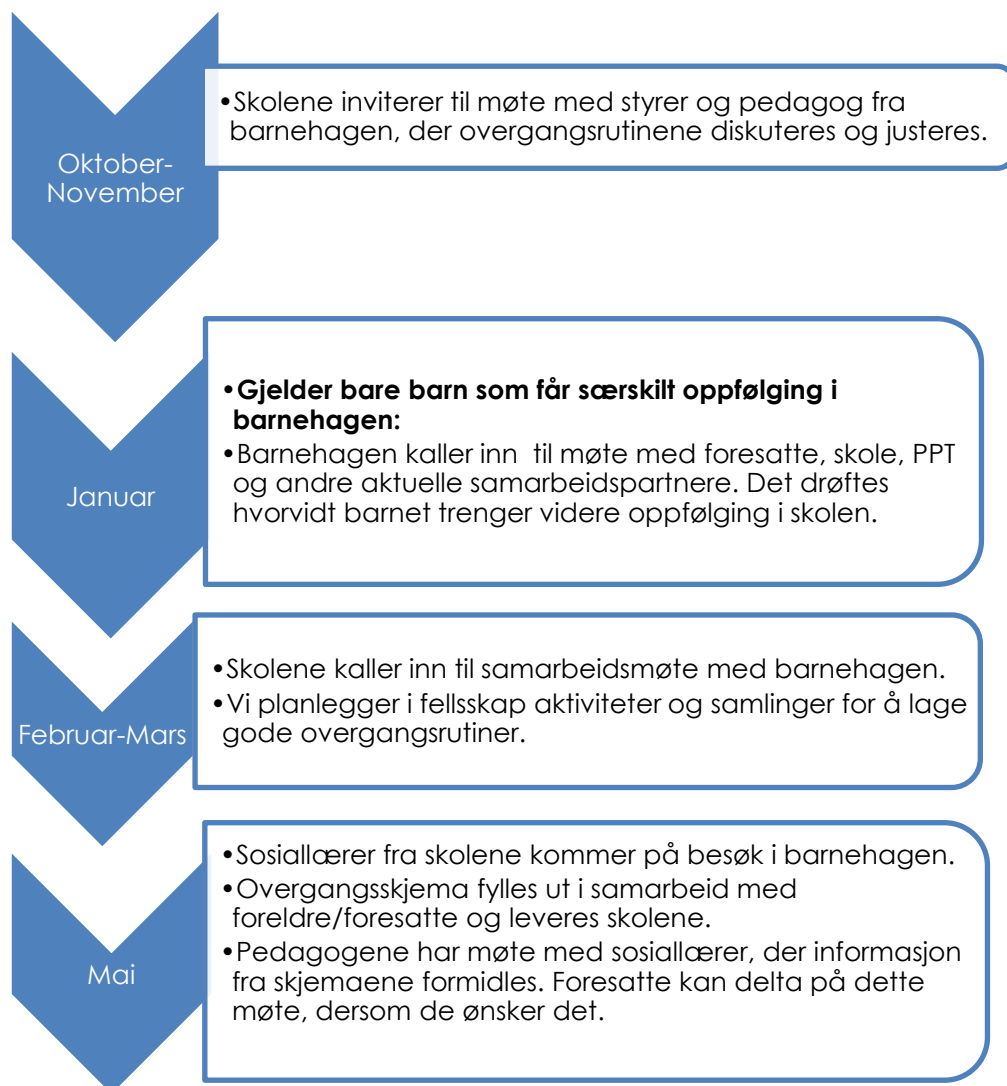 Oktober-
November
•Skolene inviterer til møte med styrer og pedagog fra
barnehagen, der overgangsrutinene diskuteres og justeres.
Januar
•Gjelder bare barn som får særskilt oppfølging i
barnehagen:
•Barnehagen kaller inn til møte med foresatte, skole, PPT
og andre aktuelle samarbeidspartnere. Det drøftes
hvorvidt barnet trenger videre oppfølging i skolen.
Februar-Mars
•Skolene kaller inn til samarbeidsmøte med barnehagen.
•Vi planlegger i fellsskap aktiviteter og samlinger for å lage
gode overgangsrutiner.
Mai
•Sosiallærer fra skolene kommer på besøk i barnehagen.
•Overgangsskjema fylles ut i samarbeid med
foreldre/foresatte og leveres skolene.
•Pedagogene har møte med sosiallærer, der informasjon
fra skjemaene formidles. Foresatte kan delta på dette
møte, dersom de ønsker det.